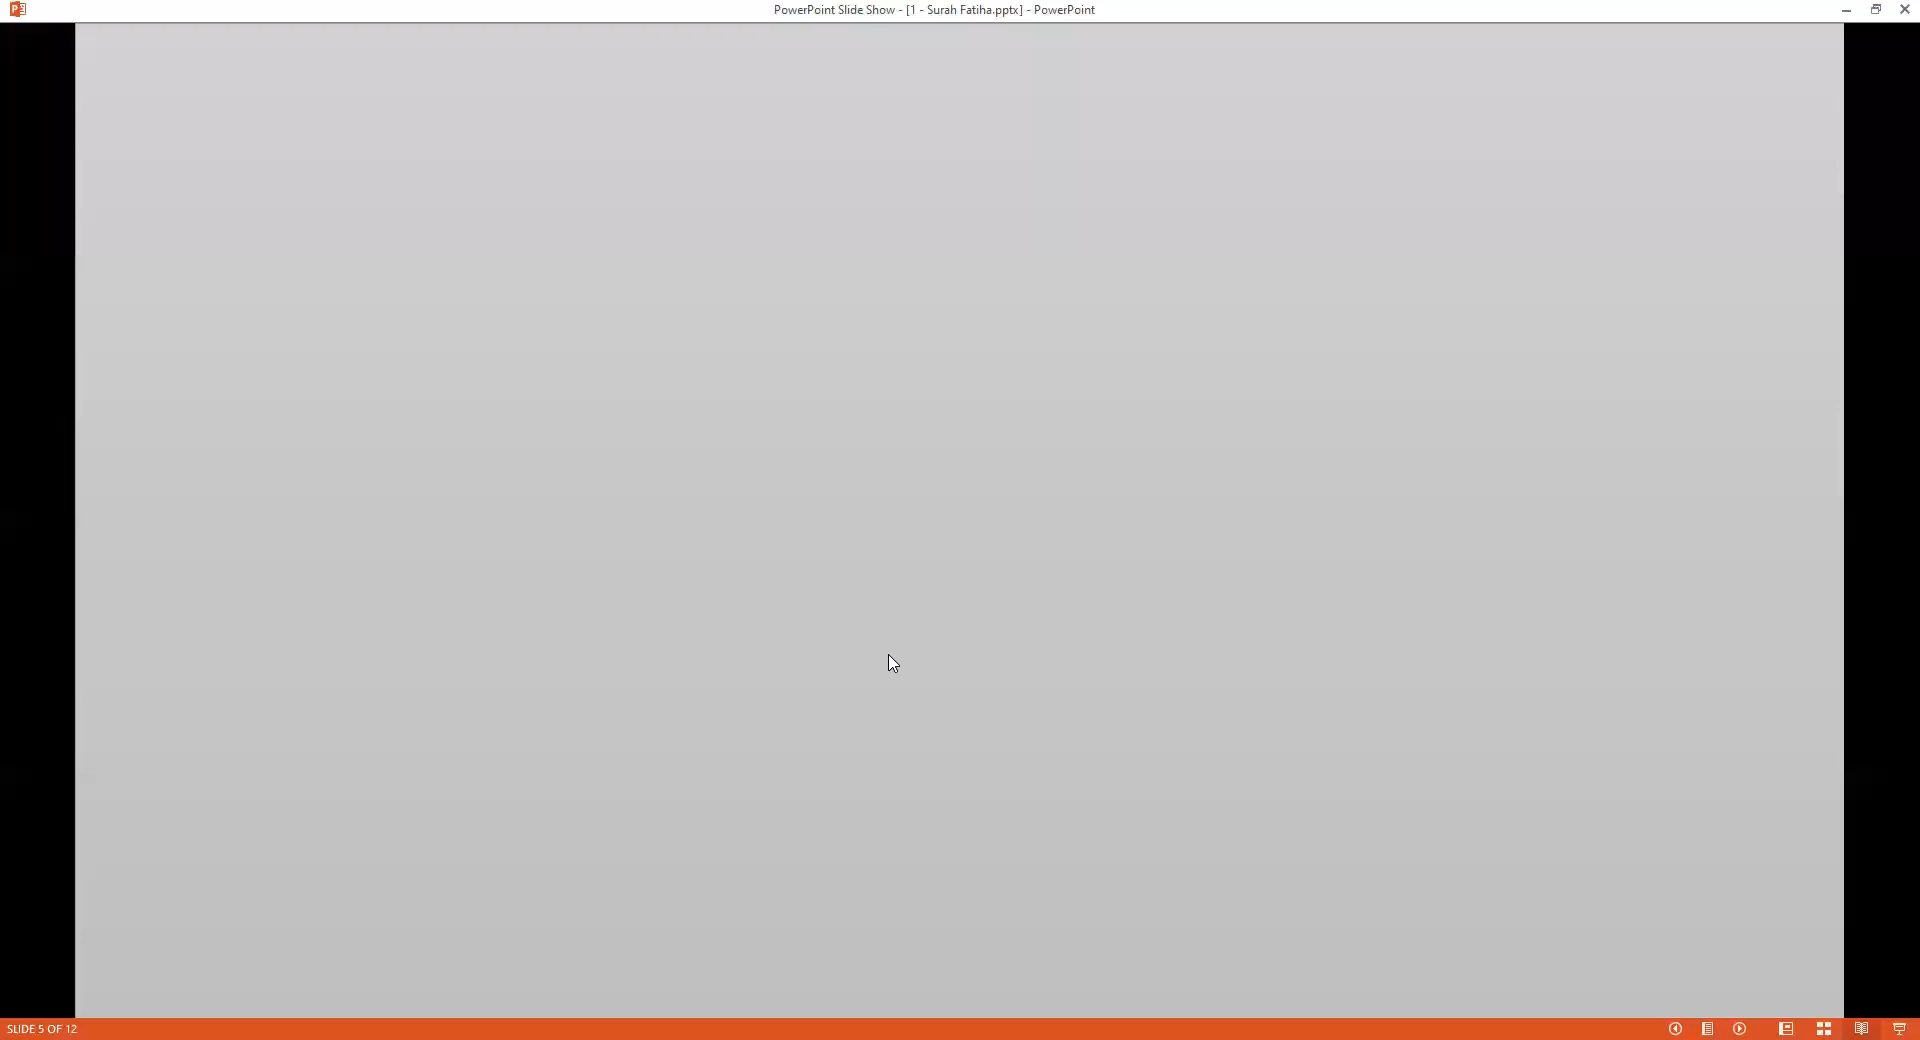 PowerPoint Slide Show - [1 - Surah Fatiha.pptx] - PowerPoint
SLIDE 5 OF 12